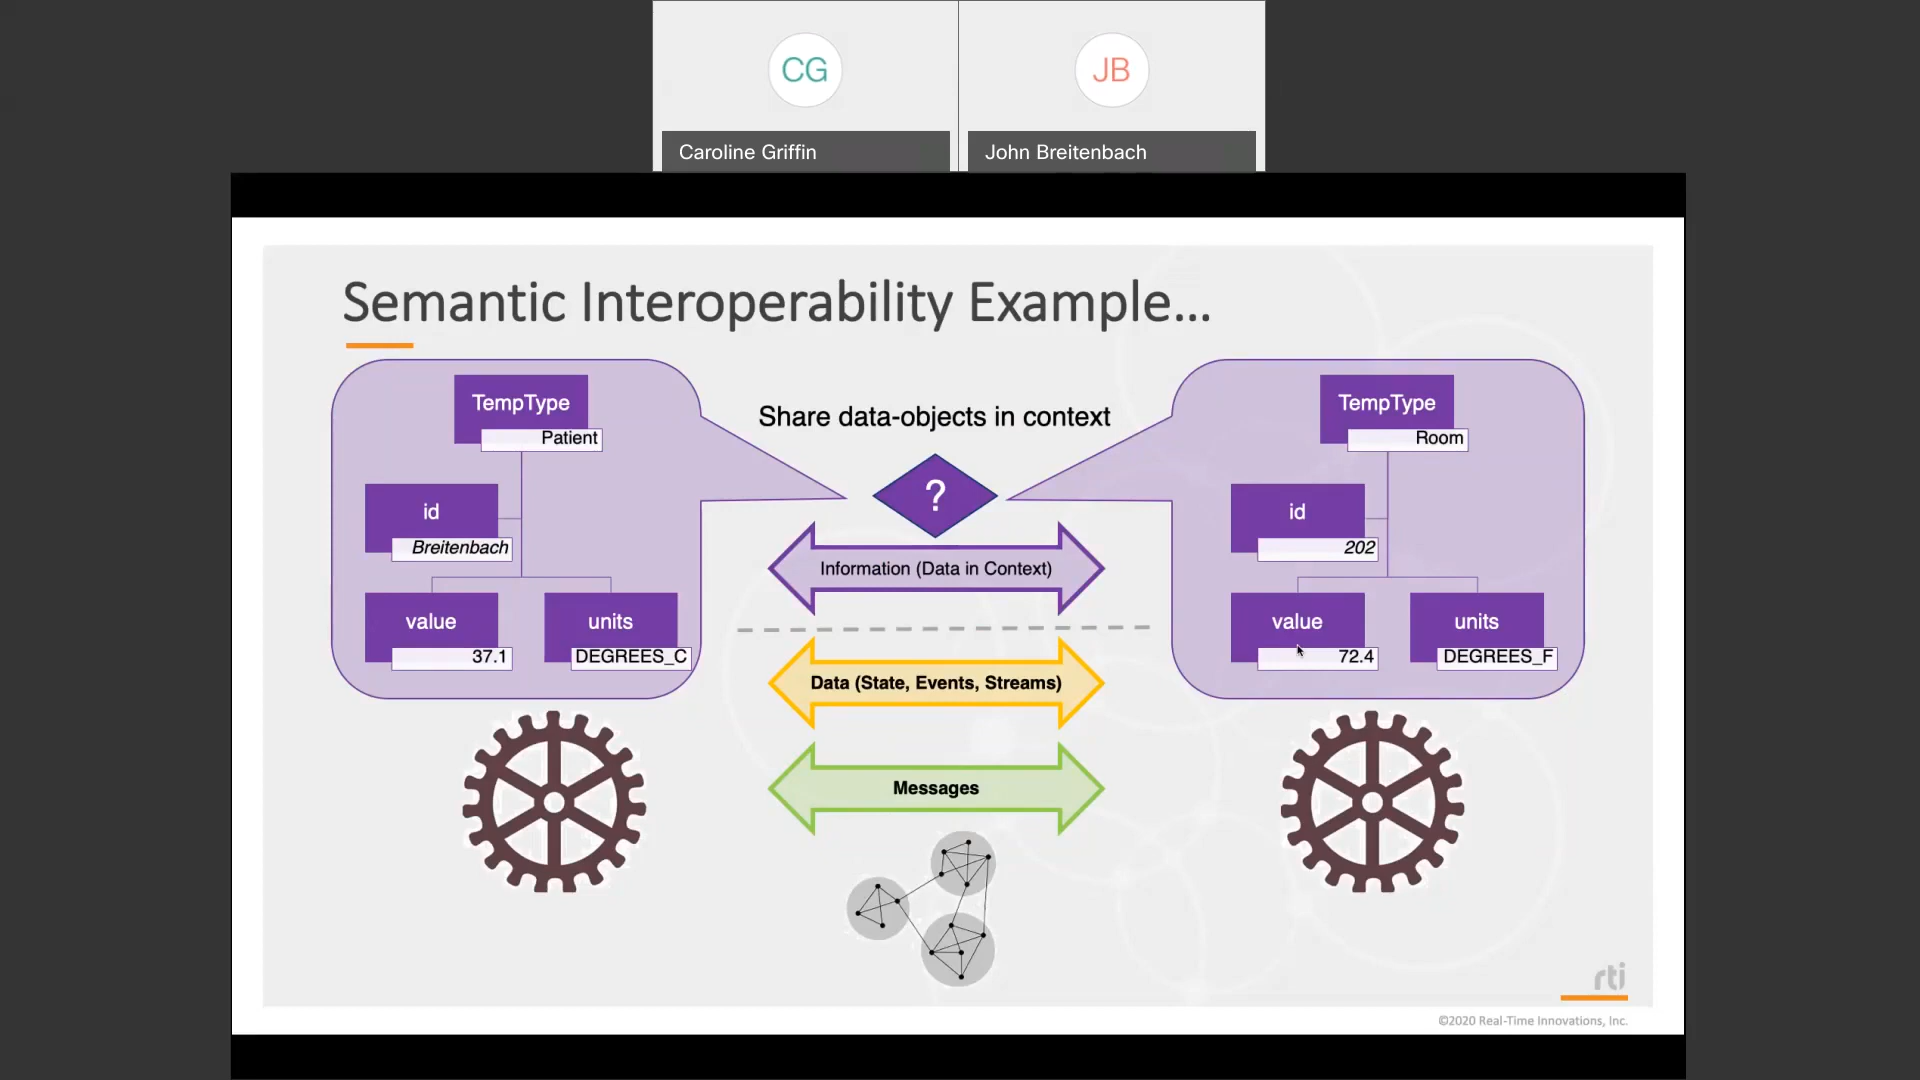 CG
JB
Caroline Griffin
John Breitenbach
Semantic Interoperability Example...
TempType
Patient
id
Breitenbach
value
37.1
units
DEGREES_C
Share data-objects in context
?
Information (Data in Context)
Data (State, Events, Streams)
Messages
TempType
Room
id
202
value
72.4
units
DEGREES_F
rti
©2020 Real-Time Innovations, Inc.